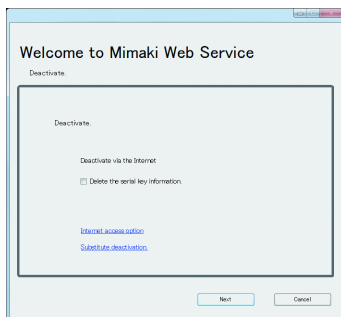 Welcome to Mimaki Web Service
Deactivate.
Deactivate.
Deactivate via the Internet
Delete the serial key information.
Internet access option
Substitute deactivation.
Next
Cancel